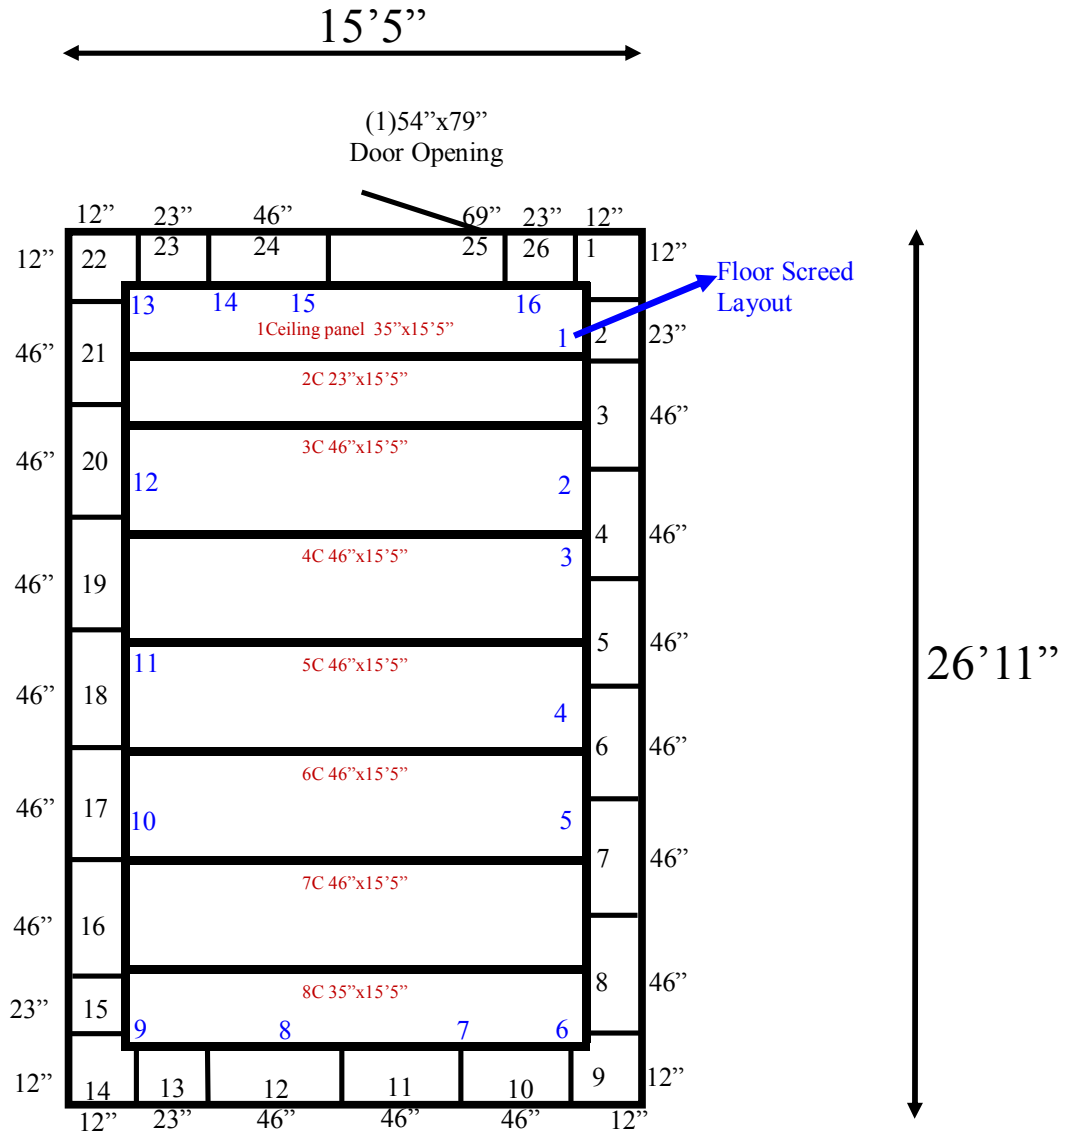 15’5”
(1)54”x79”
Door Opening
12” 23” 46” 69” 23” 12”
12” 22 23 24 25 26 1 12”
Floor Screed
Layout
13 14 15 16
1Ceiling panel 35”x15’5”
1 2 23”
46” 21
2C 23”x15’5”
3 46”
3C 46”x15’5”
46” 20 12 2
4 46”
4C 46”x15’5” 3
46” 19
5 46”
26’11”
11 5C 46”x15’5”
46” 18 4
6 46”
6C 46”x15’5”
46” 17 10 5
7 46”
7C 46”x15’5”
46” 16
8 46”
8C 35”x15’5”
23” 15 9 8 7 6
12” 14 13 12 11 10 9 12”
12” 23” 46” 46” 46” 12”